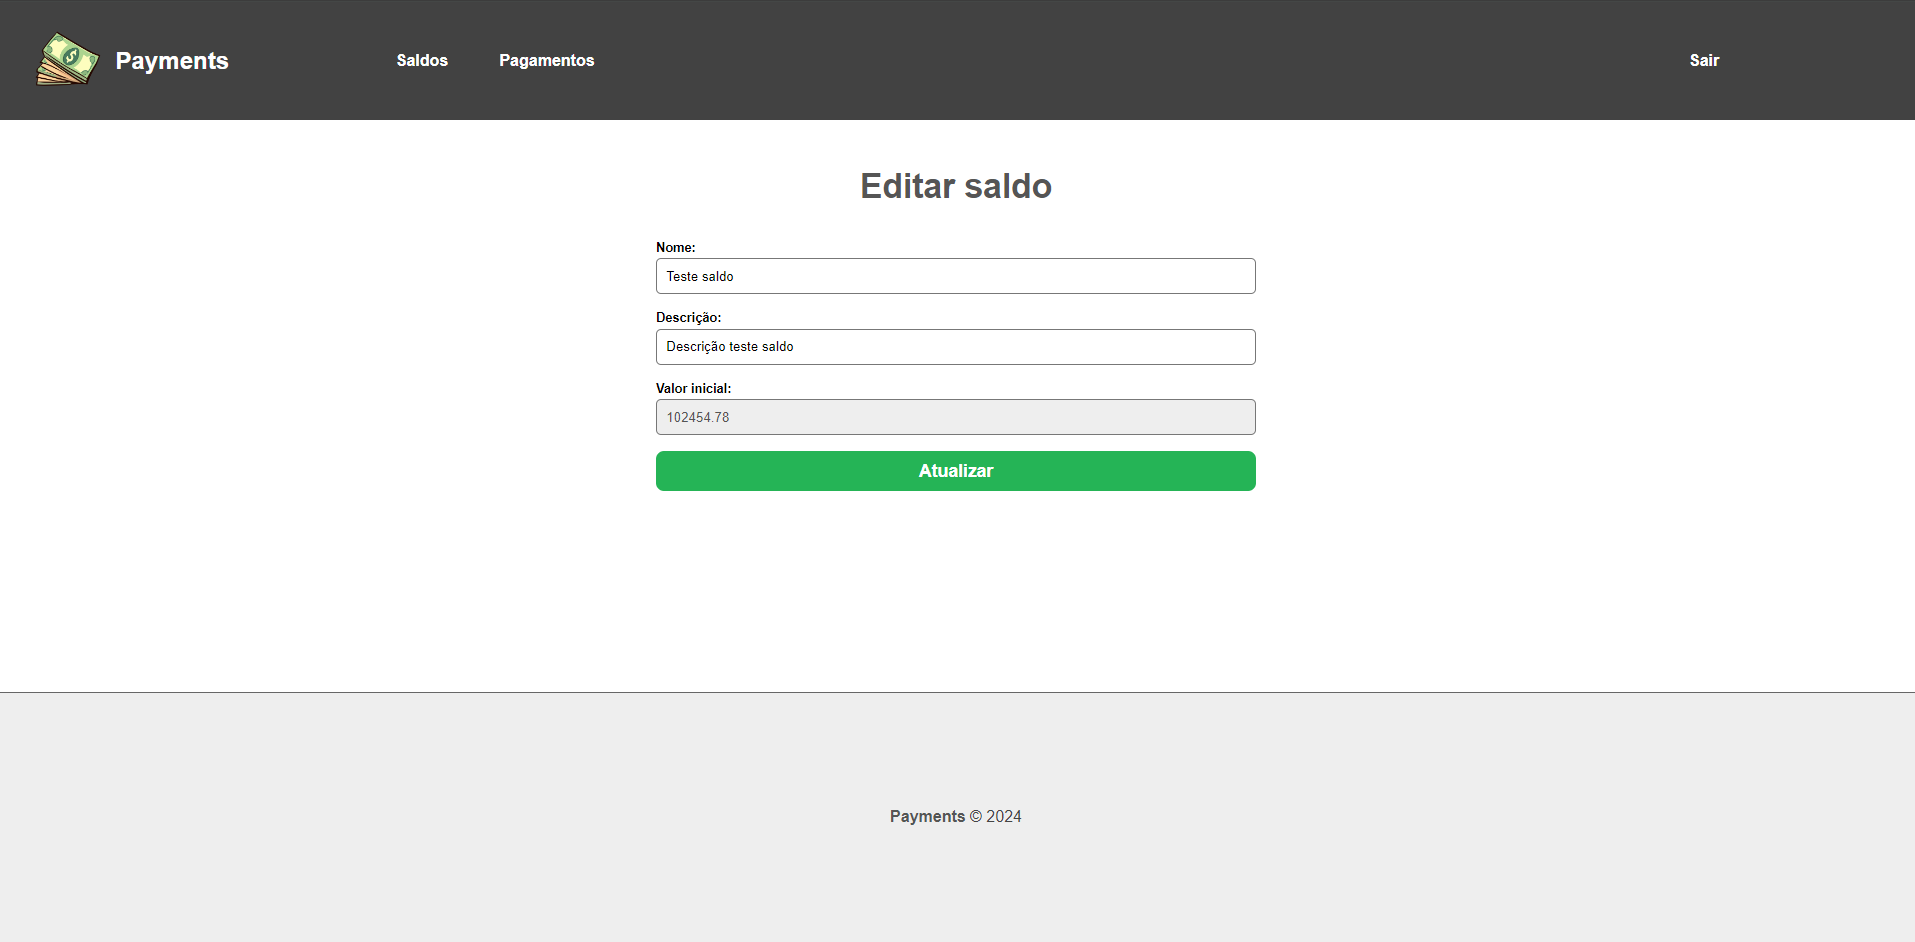 Payments Saldos Pagamentos Sair
Editar saldo
Nome:
Teste saldo
Descrição:
Descrição teste saldo
Valor inicial:
102454.78
Atualizar
Payments © 2024